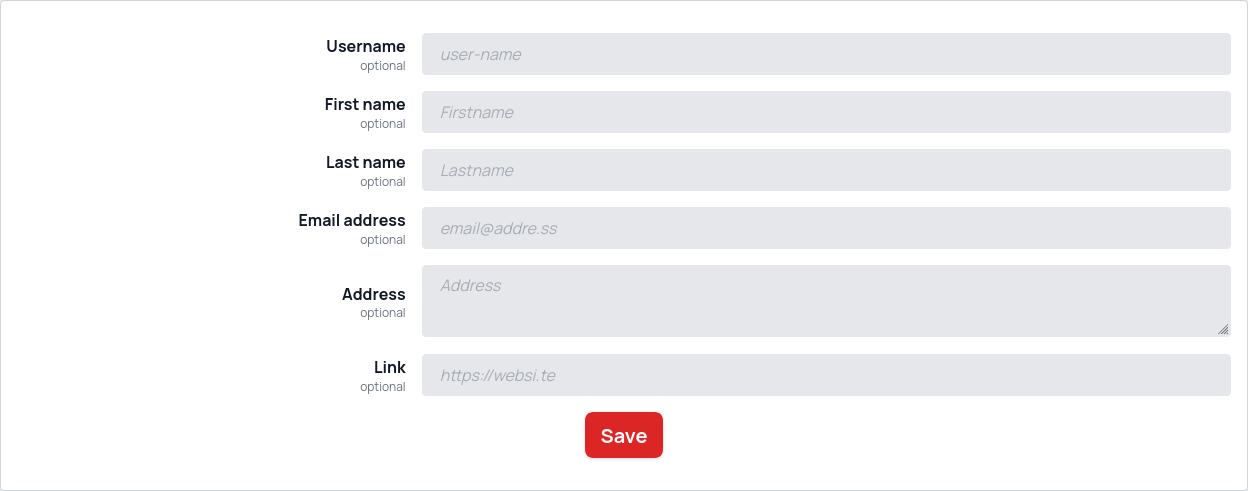 Username
optional
user-name
First name
optional
Firstname
Last name
optional
Lastname
Email address
optional
email@addre.ss
Address
optional
Address
Link
optional
https://websi.te
Save